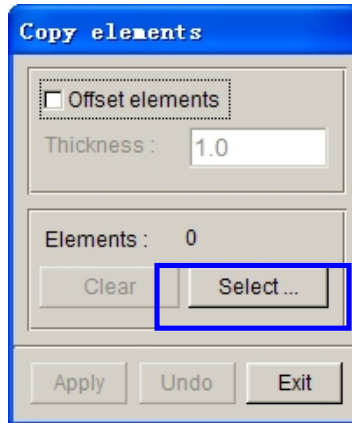 Copy elements
Offset elements
Thickness : 1.0
Elements : 0
Clear Select ...
Apply Undo Exit